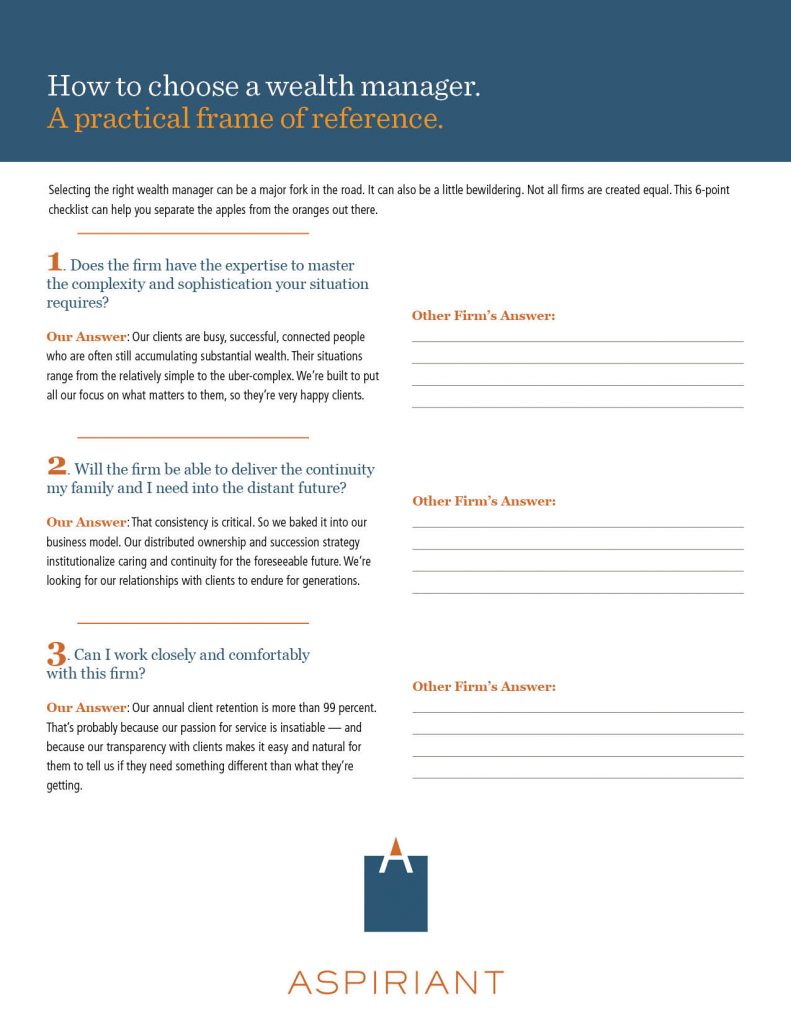 How to choose a wealth manager.
A practical frame of reference.
Selecting the right wealth manager can be a major fork in the road. It can also be a little bewildering. Not all firms are created equal. This 6-point
checklist can help you separate the apples from the oranges out there.
1. Does the firm have the expertise to master
the complexity and sophistication your situation
requires?
Our Answer: Our clients are busy, successful, connected people
who are often still accumulating substantial wealth. Their situations
range from the relatively simple to the uber-complex. We’re built to put
all our focus on what matters to them, so they’re very happy clients.
Other Firm’s Answer:
2. Will the firm be able to deliver the continuity
my family and I need into the distant future?
Our Answer: That consistency is critical. So we baked it into our
business model. Our distributed ownership and succession strategy
institutionalize caring and continuity for the foreseeable future. We’re
looking for our relationships with clients to endure for generations.
Other Firm’s Answer:
3. Can I work closely and comfortably
with this firm?
Our Answer: Our annual client retention is more than 99 percent.
That’s probably because our passion for service is insatiable — and
because our transparency with clients makes it easy and natural for
them to tell us if they need something different than what they’re
getting.
Other Firm’s Answer:
A
ASPIRIANT